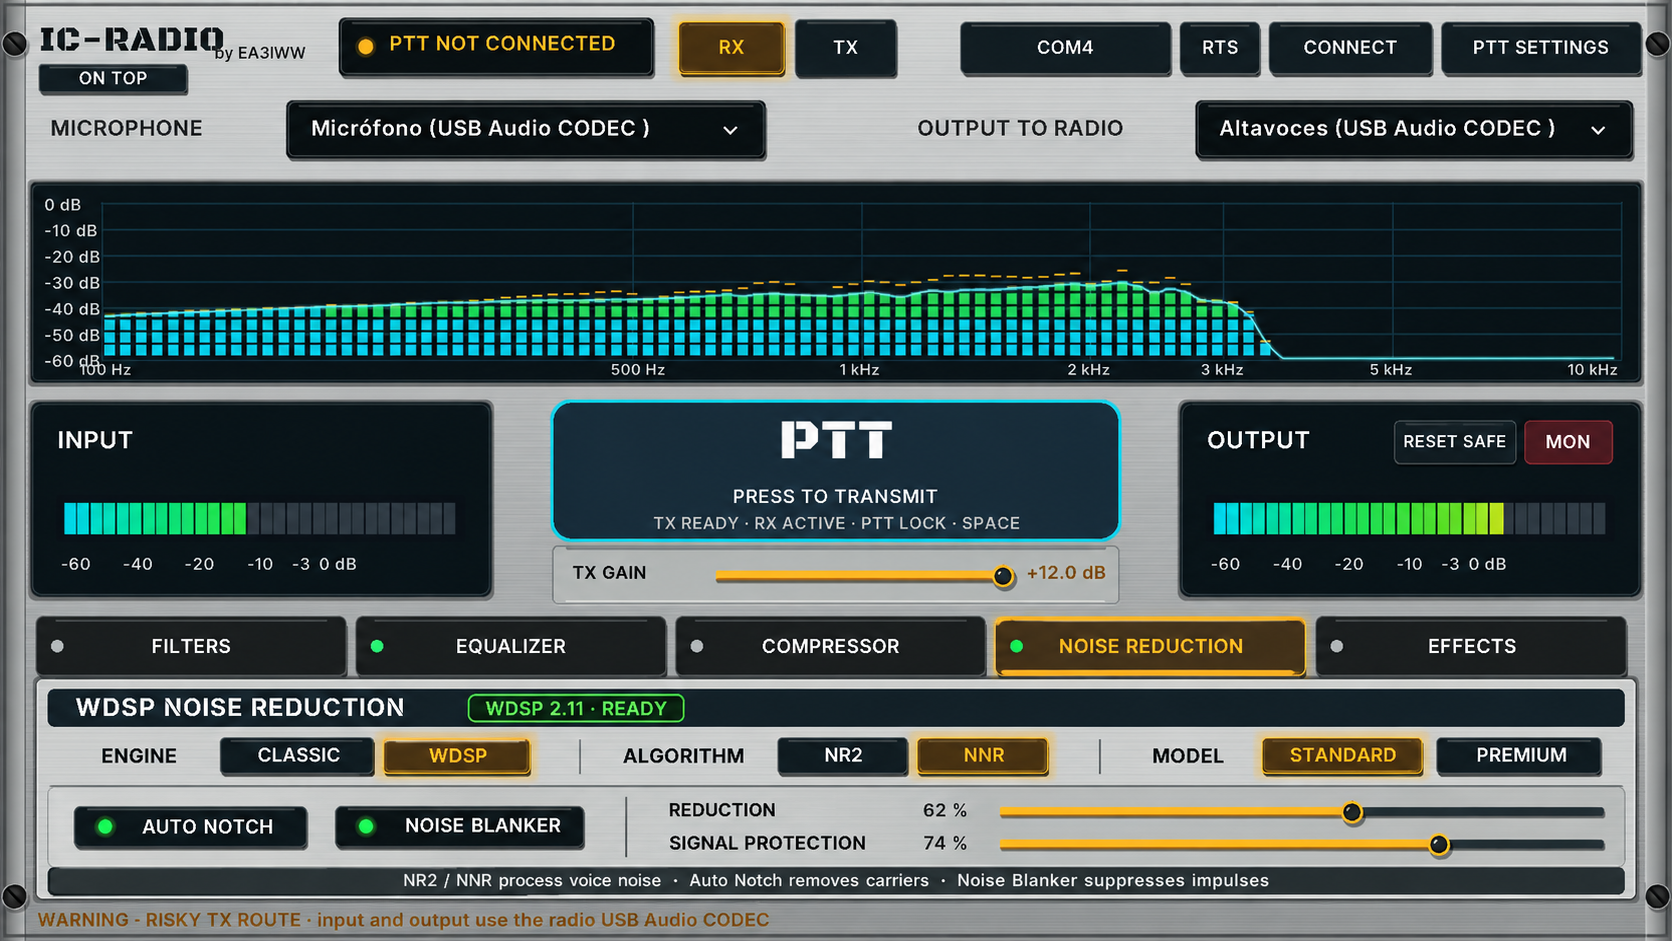 IC-RADIO
by EA3IWW
ON TOP
PTT NOT CONNECTED
RX
TX
COM4
RTS
CONNECT
PTT SETTINGS
MICROPHONE
Micrófono (USB Audio CODEC )
OUTPUT TO RADIO
Altavoces (USB Audio CODEC )
0 dB
-10 dB
-20 dB
-30 dB
-40 dB
-50 dB
-60 dB
100 Hz
500 Hz
1 kHz
2 kHz
3 kHz
5 kHz
10 kHz
INPUT
-60 -40 -20 -10 -3 0 dB
PTT
PRESS TO TRANSMIT
TX READY · RX ACTIVE · PTT LOCK · SPACE
TX GAIN
+12.0 dB
OUTPUT
RESET SAFE
MON
-60 -40 -20 -10 -3 0 dB
FILTERS
EQUALIZER
COMPRESSOR
NOISE REDUCTION
EFFECTS
WDSP NOISE REDUCTION
WDSP 2.11 · READY
ENGINE
CLASSIC
WDSP
ALGORITHM
NR2
NNR
MODEL
STANDARD
PREMIUM
AUTO NOTCH
NOISE BLANKER
REDUCTION 62 %
SIGNAL PROTECTION 74 %
NR2 / NNR process voice noise · Auto Notch removes carriers · Noise Blanker suppresses impulses
WARNING - RISKY TX ROUTE · input and output use the radio USB Audio CODEC